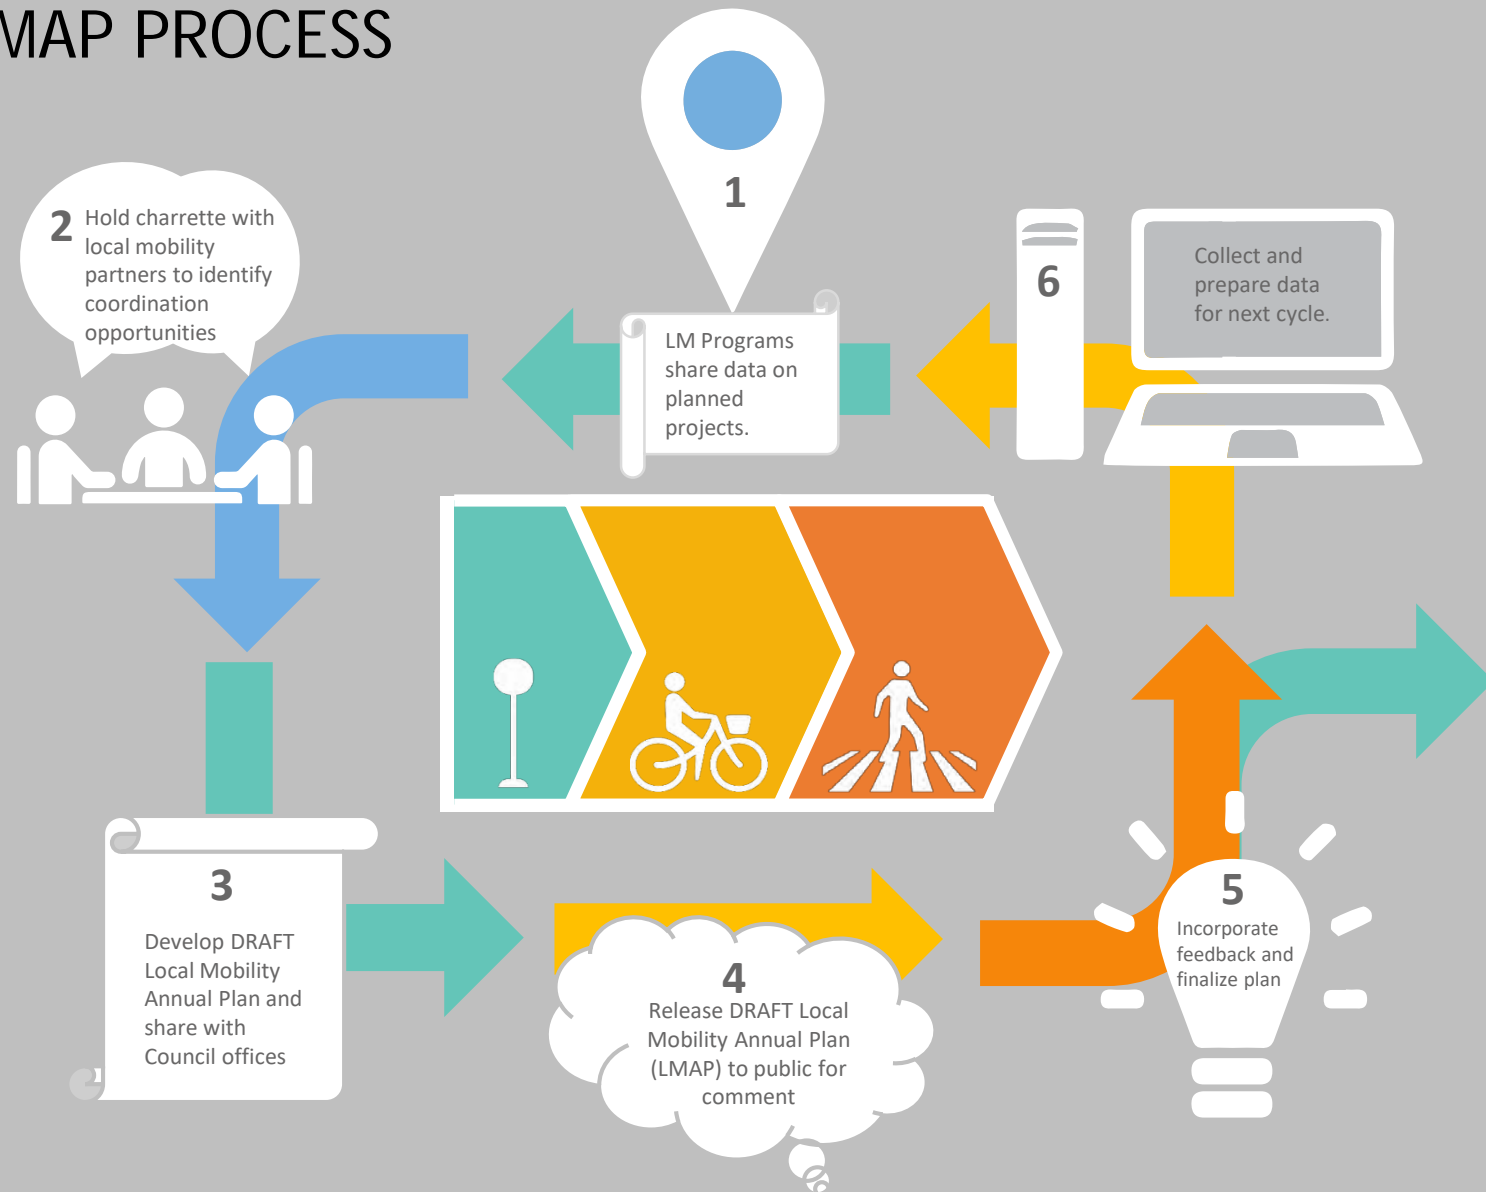 MAP PROCESS
1
LM Programs
share data on
planned
projects.
2
Hold charrette with
local mobility
partners to identify
coordination
opportunities
3
Develop DRAFT
Local Mobility
Annual Plan and
share with
Council offices
4
Release DRAFT Local
Mobility Annual Plan
(LMAP) to public for
comment
5
Incorporate
feedback and
finalize plan
6
Collect and
prepare data
for next cycle.